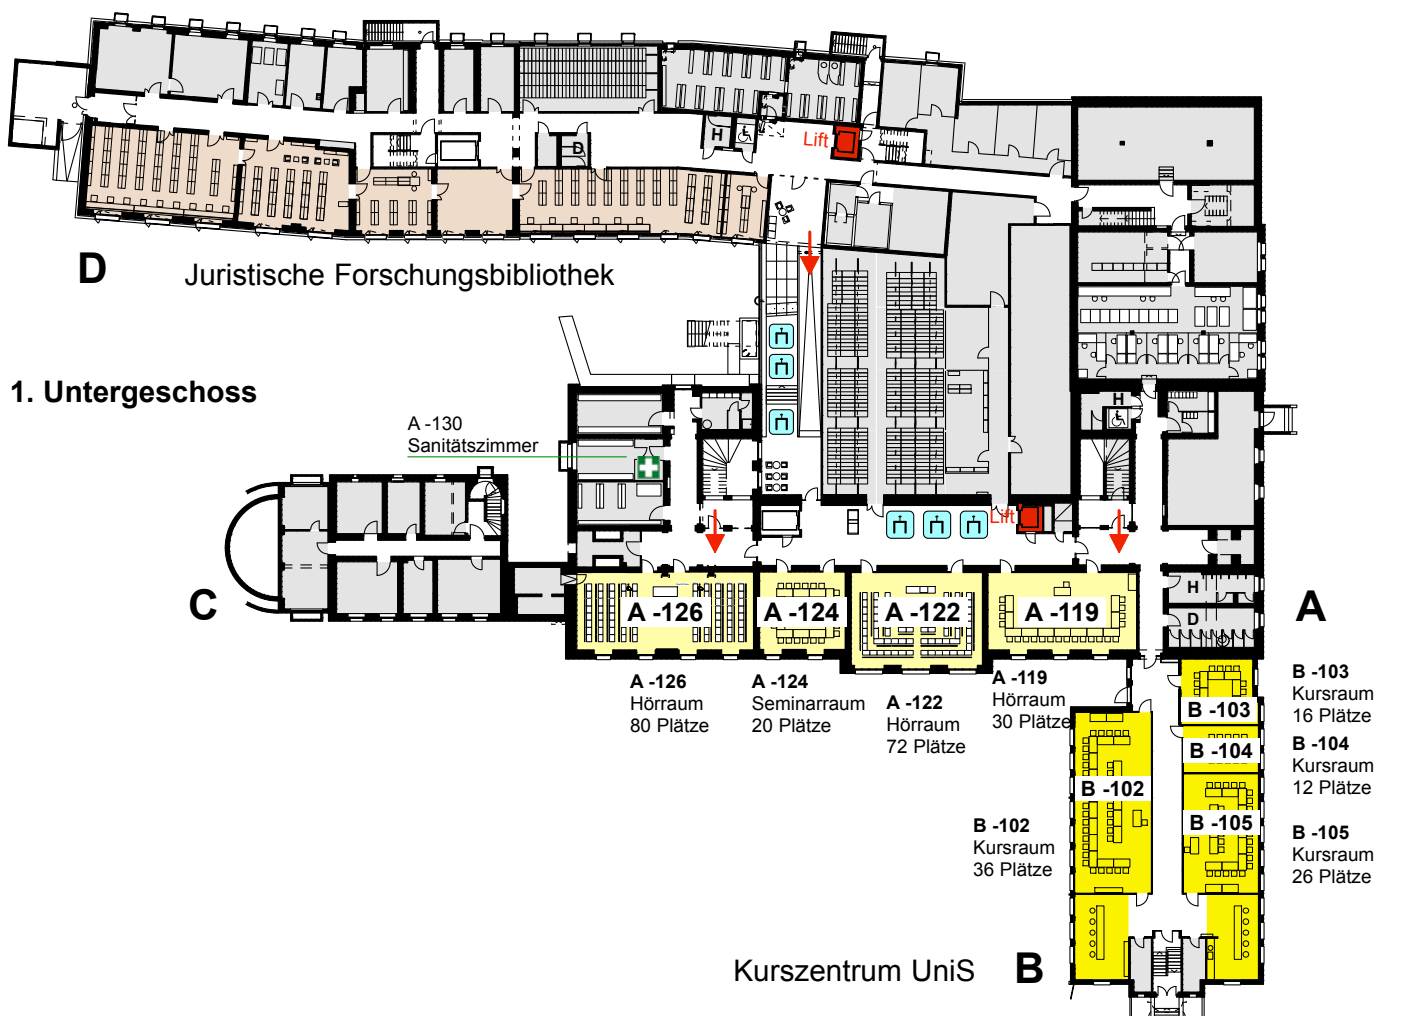 H
D
Lift
D
Juristische Forschungsbibliothek
1. Untergeschoss
A -130
Sanitätszimmer
H
Lift
C
A -126
A -124
A -122
A -119
H
D
A
A -126
Hörraum
80 Plätze
A -124
Seminarraum
20 Plätze
A -122
Hörraum
72 Plätze
A -119
Hörraum
30 Plätze
B -103
B -104
B -102
B -105
B -103
Kursraum
16 Plätze
B -104
Kursraum
12 Plätze
B -105
Kursraum
26 Plätze
B -102
Kursraum
36 Plätze
Kurszentrum UniS
B